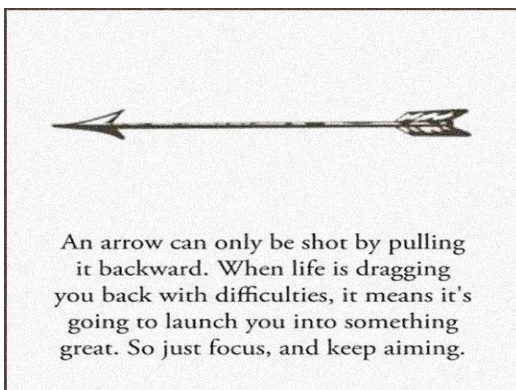 An arrow can only be shot by pulling
it backward. When life is dragging
you back with difficulties, it means it's
going to launch you into something
great. So just focus, and keep aiming.